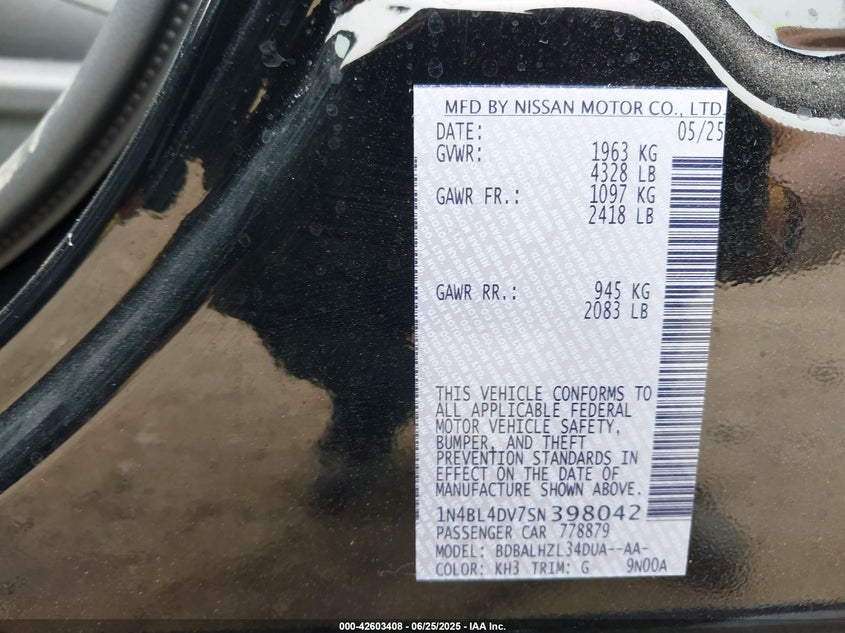 MFD BY NISSAN MOTOR CO., LTD
DATE: 05/25
GVWR: 1963 KG
4328 LB
GAWR FR.: 1097 KG
2418 LB
GAWR RR.: 945 KG
2083 LB
THIS VEHICLE CONFORMS TO
ALL APPLICABLE FEDERAL
MOTOR VEHICLE SAFETY,
BUMPER, AND THEFT
PREVENTION STANDARDS IN
EFFECT ON THE DATE OF
MANUFACTURE SHOWN ABOVE.
1N4BL4DV7SN398042
PASSENGER CAR 778879
MODEL: BDBALHZL34DUA--AA-
COLOR: KH3 TRIM: G 9N00A
000-42603408 - 06/25/2025 - IAA Inc.